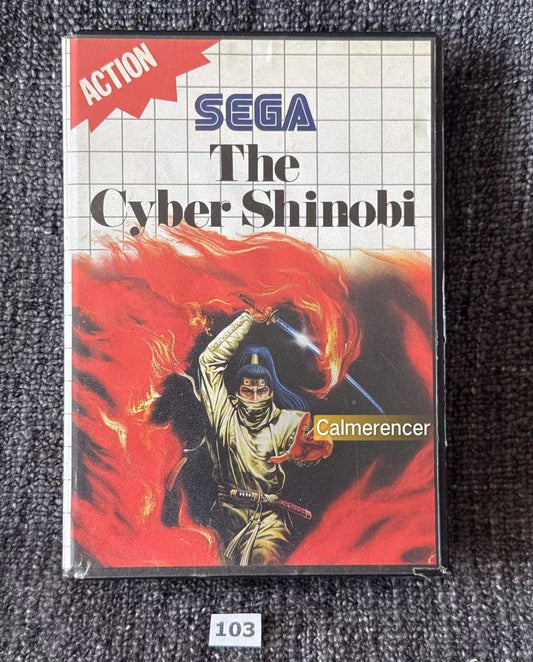 ACTION
SEGA
The
Cyber Shinobi
Calmerencer
103